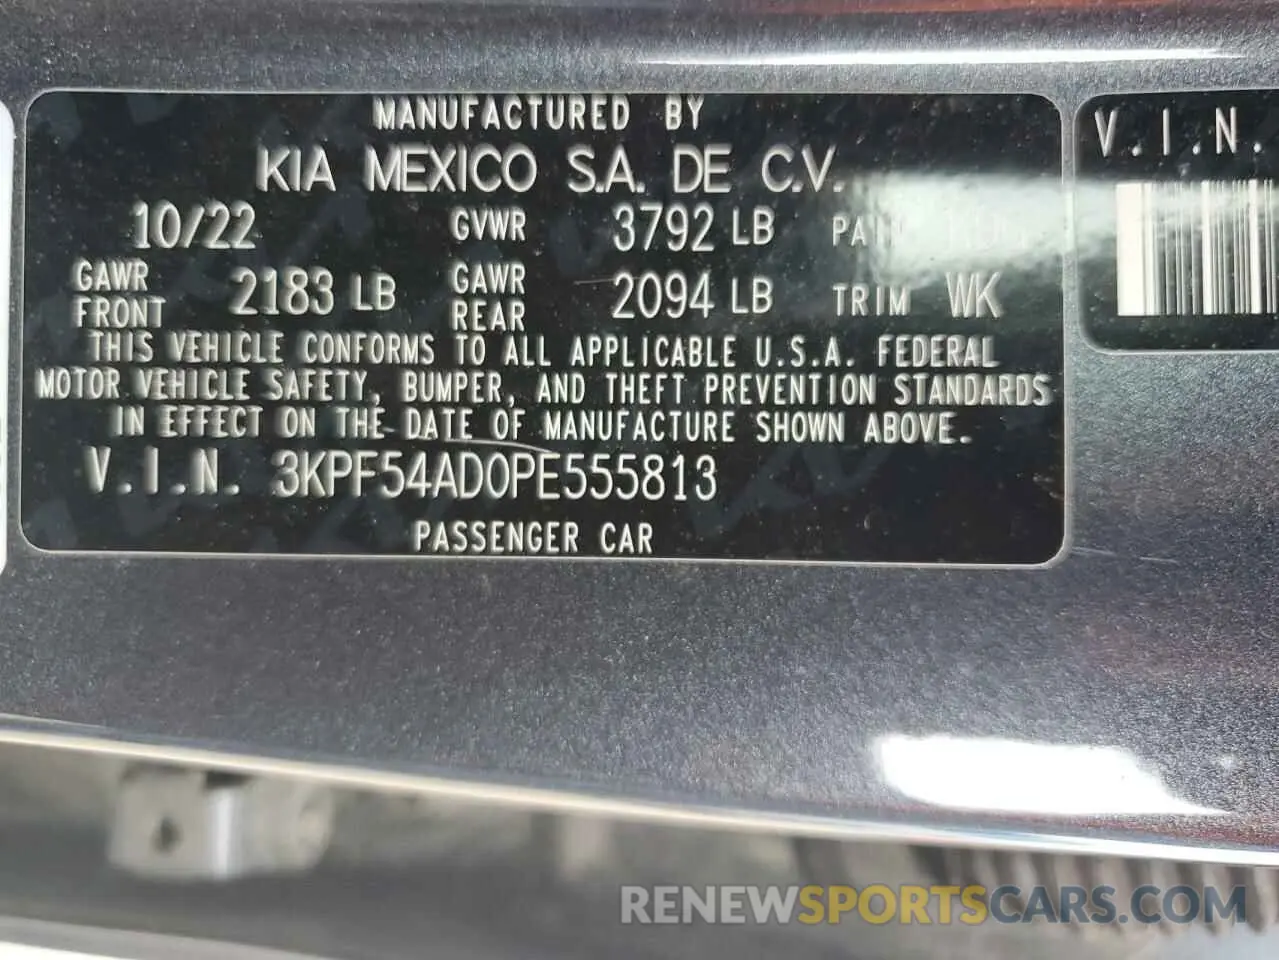 MANUFACTURED BY
KIA MEXICO S.A. DE C.V.
10/22 GVWR 3792 LB
GAWR FRONT 2183 LB GAWR REAR 2094 LB TRIM WK
THIS VEHICLE CONFORMS TO ALL APPLICABLE U.S.A. FEDERAL
MOTOR VEHICLE SAFETY, BUMPER, AND THEFT PREVENTION STANDARDS
IN EFFECT ON THE DATE OF MANUFACTURE SHOWN ABOVE.
V.I.N. 3KPF54AD0PE555813
PASSENGER CAR
V.I.N.
RENEWSPORTSCARS.COM